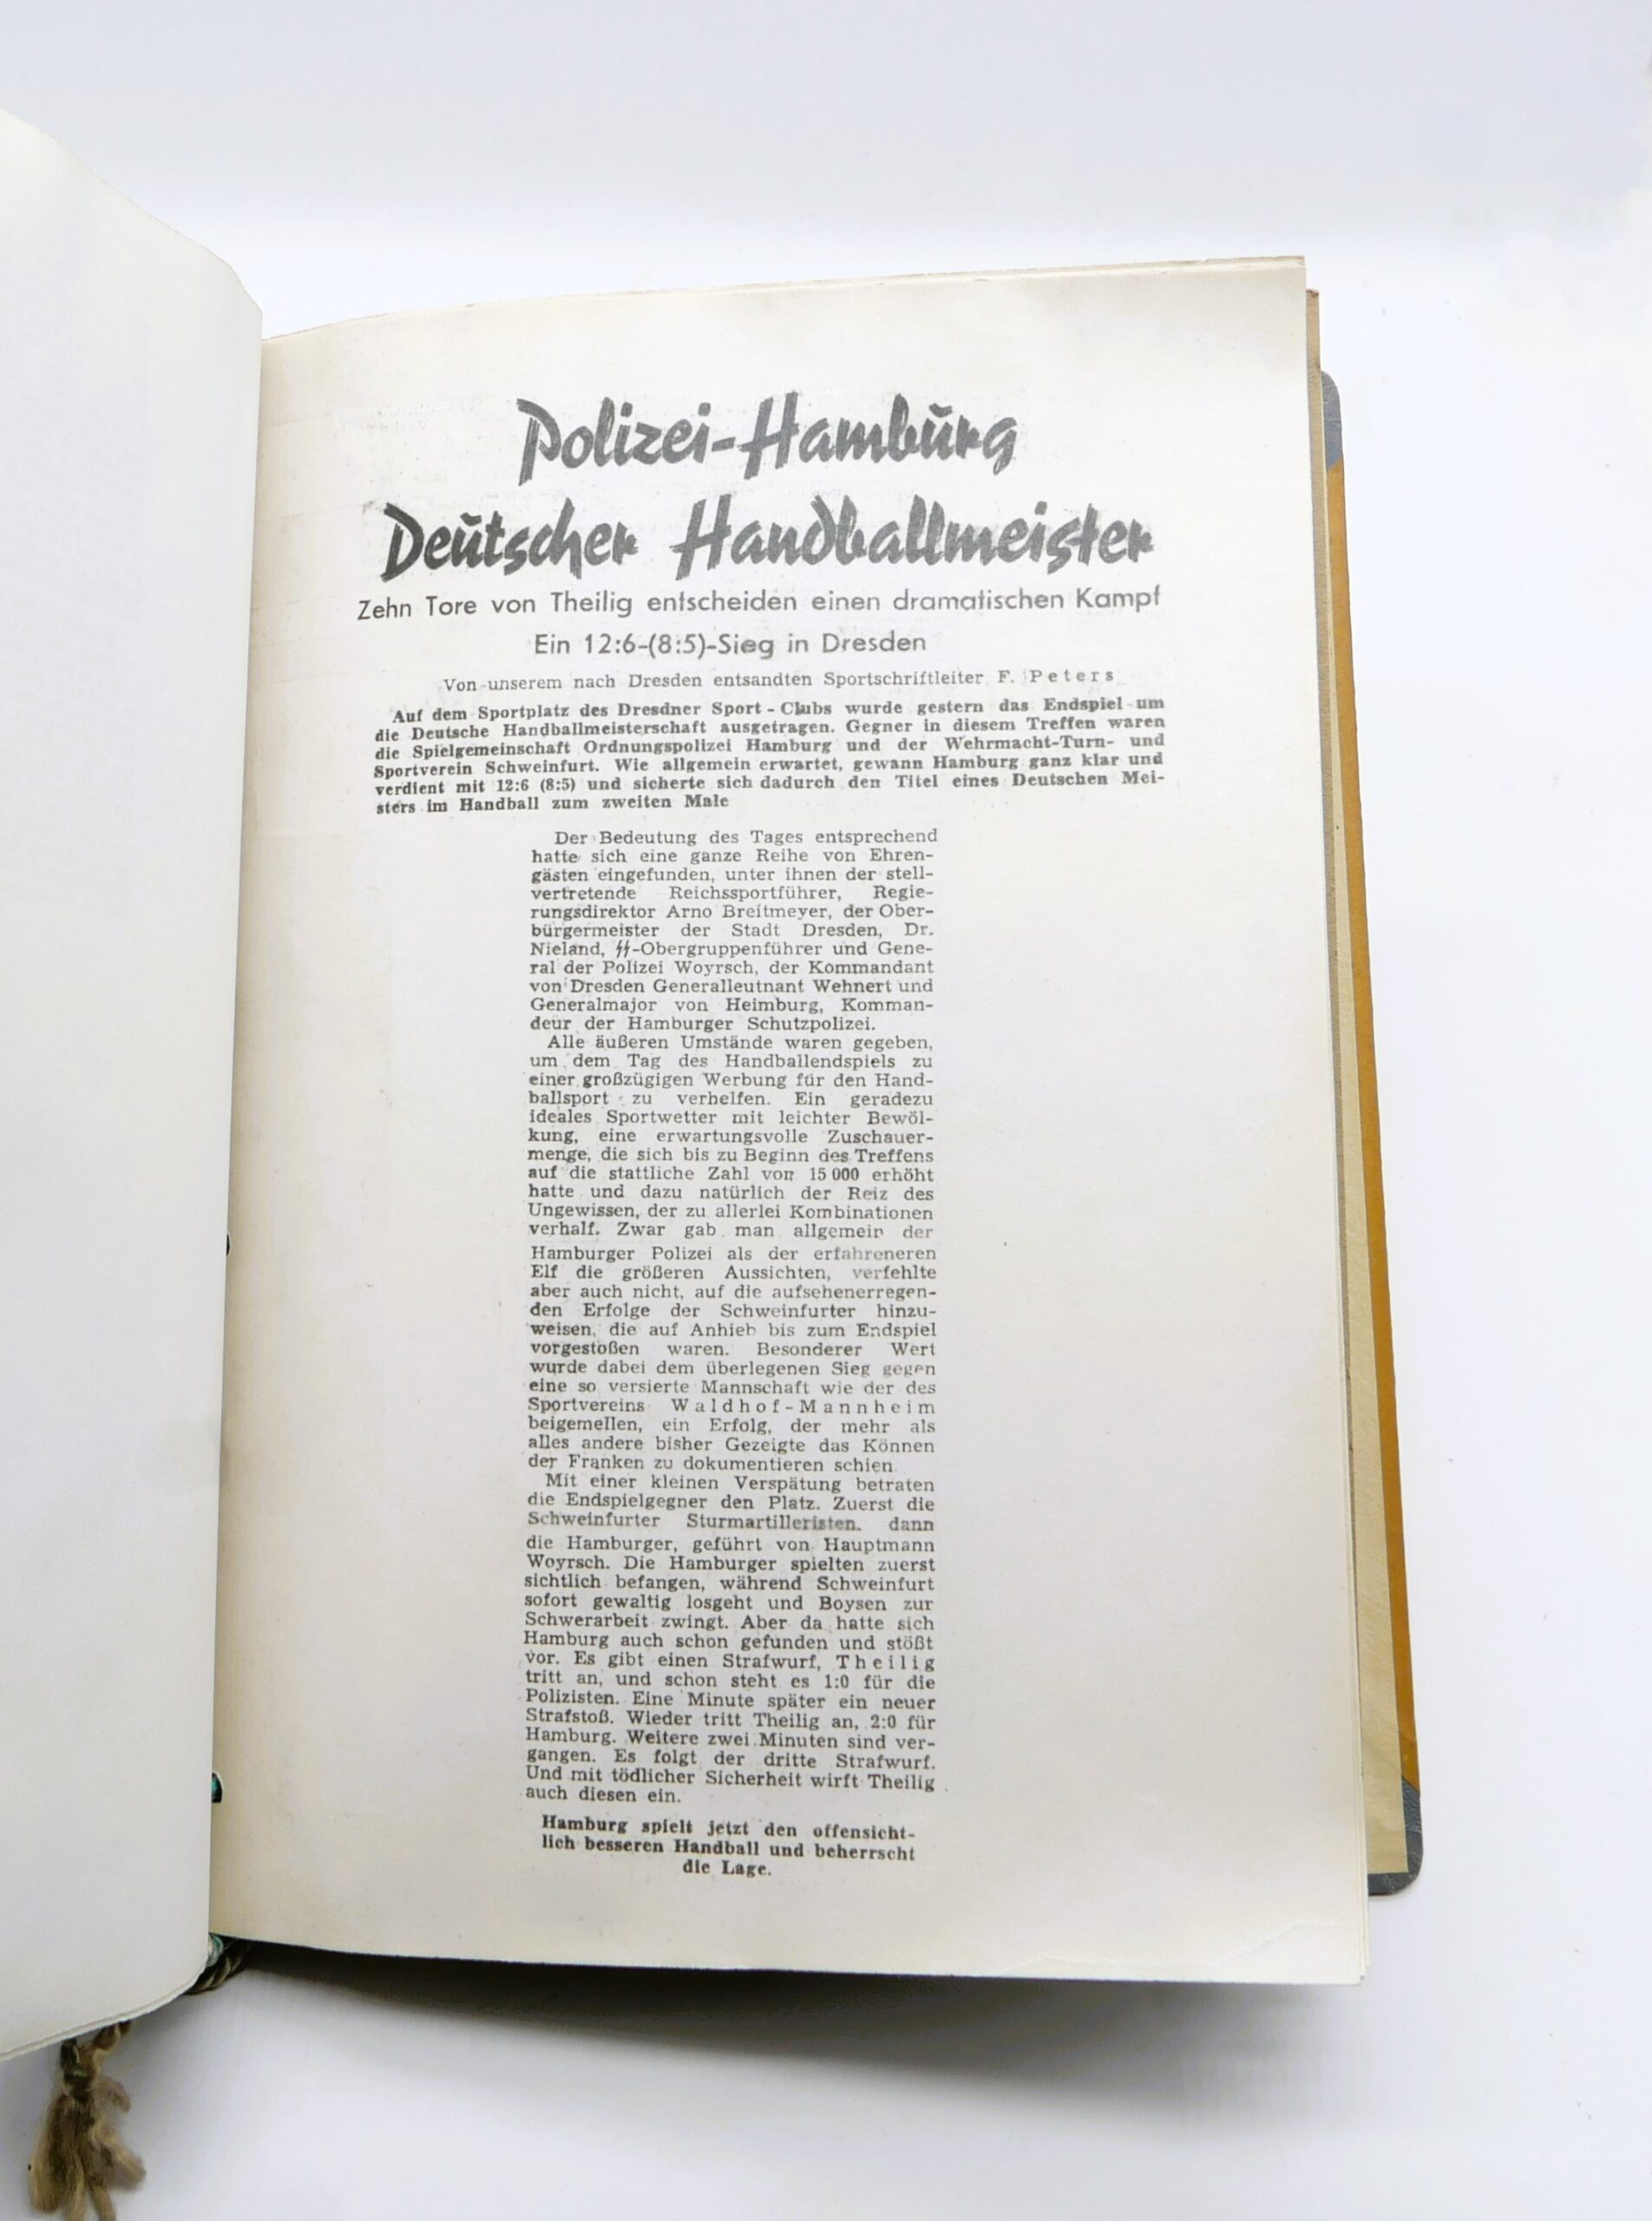 Polizei-Hamburg
Deutscher Handballmeister
Zehn Tore von Theilig entscheiden einen dramatischen Kampf
Ein 12:6-(8:5)-Sieg in Dresden
Von unserem nach Dresden entsandten Sportschriftleiter F. Peters
Auf dem Sportplatz des Dresdner Sport-Clubs wurde gestern das Endspiel um
die Deutsche Handballmeisterschaft ausgetragen. Gegner in diesem Treffen waren
die Spielgemeinschaft Ordnungspolizei Hamburg und der Wehrmacht-Turn- und
Sportverein Schweinfurt. Wie allgemein erwartet, gewann Hamburg ganz klar und
verdient mit 12:6 (8:5) und sicherte sich dadurch den Titel eines Deutschen Mei-
sters im Handball zum zweiten Male
Der Bedeutung des Tages entsprechend
hatte sich eine ganze Reihe von Ehren-
gästen eingefunden, unter ihnen der stell-
vertretende Reichssportführer, Regie-
rungsdirektor Arno Breitmeyer, der Ober-
bürgermeister der Stadt Dresden, Dr.
Nieland, ᛋᛋ-Obergruppenführer und Gene-
ral der Polizei Woyrsch, der Kommandant
von Dresden Generalleutnant Wehnert und
Generalmajor von Heimburg, Komman-
deur der Hamburger Schutzpolizei.
Alle äußeren Umstände waren gegeben,
um dem Tag des Handballendspiels zu
einer großzügigen Werbung für den Hand-
ballsport zu verhelfen. Ein geradezu
ideales Sportwetter mit leichter Bewöl-
kung, eine erwartungsvolle Zuschauer-
menge, die sich bis zu Beginn des Treffens
auf die stattliche Zahl von 15 000 erhöht
hatte und dazu natürlich der Reiz des
Ungewissen, der zu allerlei Kombinationen
verhalf. Zwar gab man allgemein der
Hamburger Polizei als der erfahreneren
Elf die größeren Aussichten, verfehlte
aber auch nicht, auf die aufsehenerregen-
den Erfolge der Schweinfurter hinzu-
weisen, die auf Anhieb bis zum Endspiel
vorgestoßen waren. Besonderer Wert
wurde dabei dem überlegenen Sieg gegen
eine so versierte Mannschaft wie der des
Sportvereins Waldhof-Mannheim
beigemellen, ein Erfolg, der mehr als
alles andere bisher Gezeigte das Können
der Franken zu dokumentieren schien.
Mit einer kleinen Verspätung betraten
die Endspielgegner den Platz. Zuerst die
Schweinfurter Sturmartilleristen, dann
die Hamburger, geführt von Hauptmann
Woyrsch. Die Hamburger spielten zuerst
sichtlich befangen, während Schweinfurt
sofort gewaltig losgeht und Boysen zur
Schwerarbeit zwingt. Aber da hatte sich
Hamburg auch schon gefunden und stößt
vor. Es gibt einen Strafwurf, Theilig
tritt an, und schon steht es 1:0 für die
Polizisten. Eine Minute später ein neuer
Strafstoß. Wieder tritt Theilig an, 2:0 für
Hamburg. Weitere zwei Minuten sind ver-
gangen. Es folgt der dritte Strafwurf.
Und mit tödlicher Sicherheit wirft Theilig
auch diesen ein.
Hamburg spielt jetzt den offensicht-
lich besseren Handball und beherrscht
die Lage.